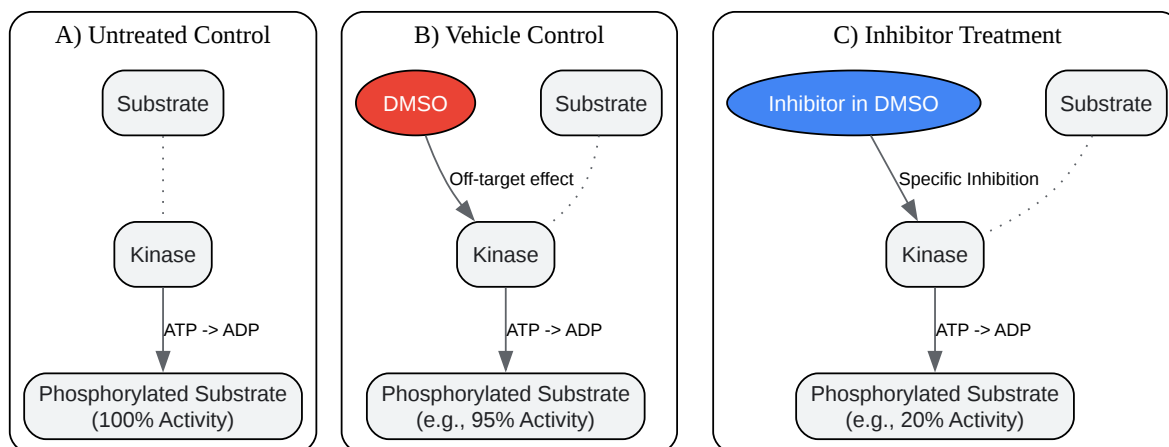 A) Untreated Control
Substrate
Kinase
ATP -> ADP
Phosphorylated Substrate
(100% Activity)
B) Vehicle Control
DMSO
Substrate
Off-target effect
Kinase
ATP -> ADP
Phosphorylated Substrate
(e.g., 95% Activity)
C) Inhibitor Treatment
Inhibitor in DMSO
Substrate
Specific Inhibition
Kinase
ATP -> ADP
Phosphorylated Substrate
(e.g., 20% Activity)